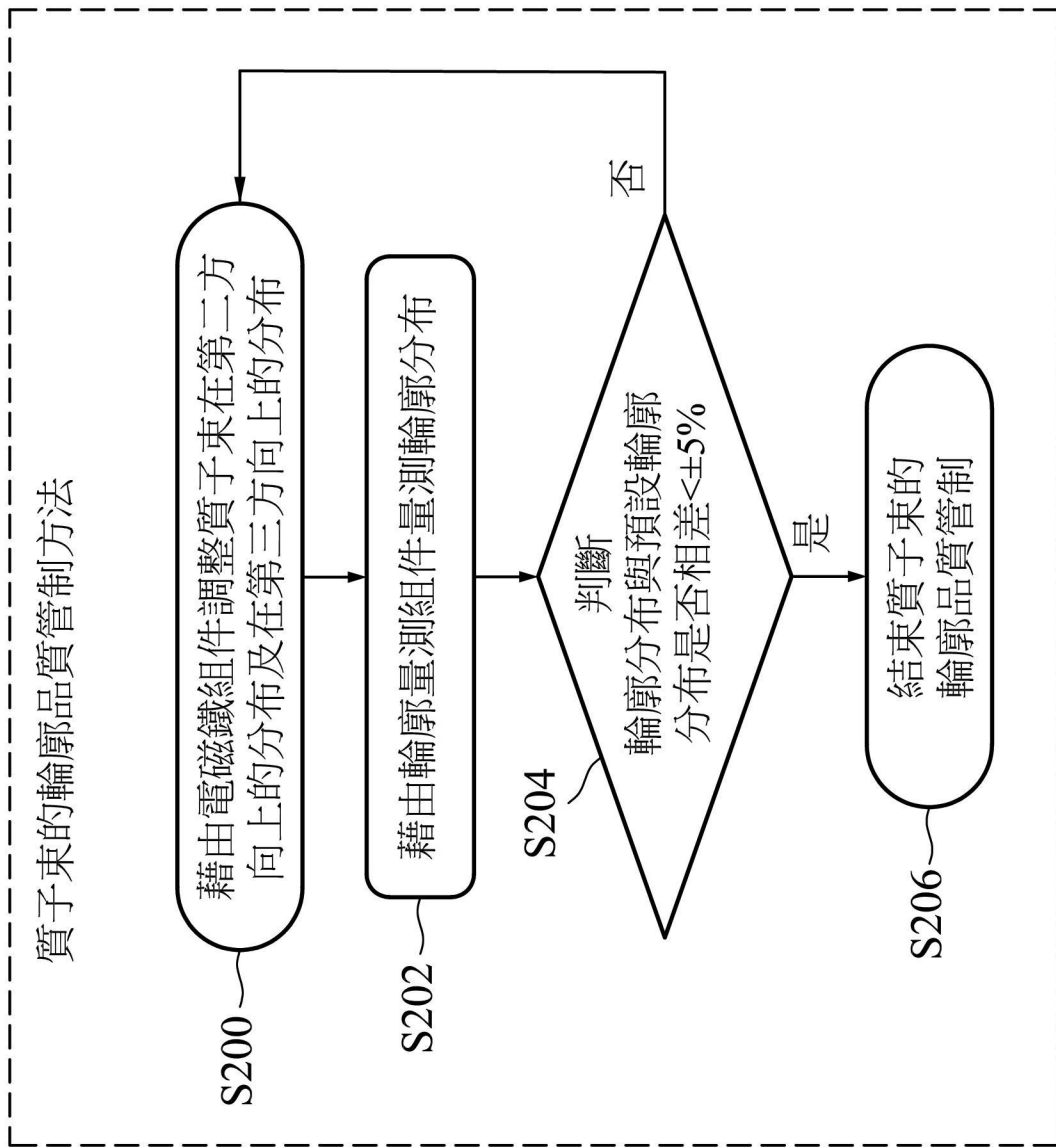 質子束的輪廓品質管制方法
藉由電磁鐵組件調整質子束在第二方
向上的分布及在第三方向上的分布
S200
藉由輪廓量測組件量測輪廓分布
S202
判斷
輪廓分布與預設輪廓
分布是否相差<±5%
S204
否
是
結束質子束的
輪廓品質管制
S206